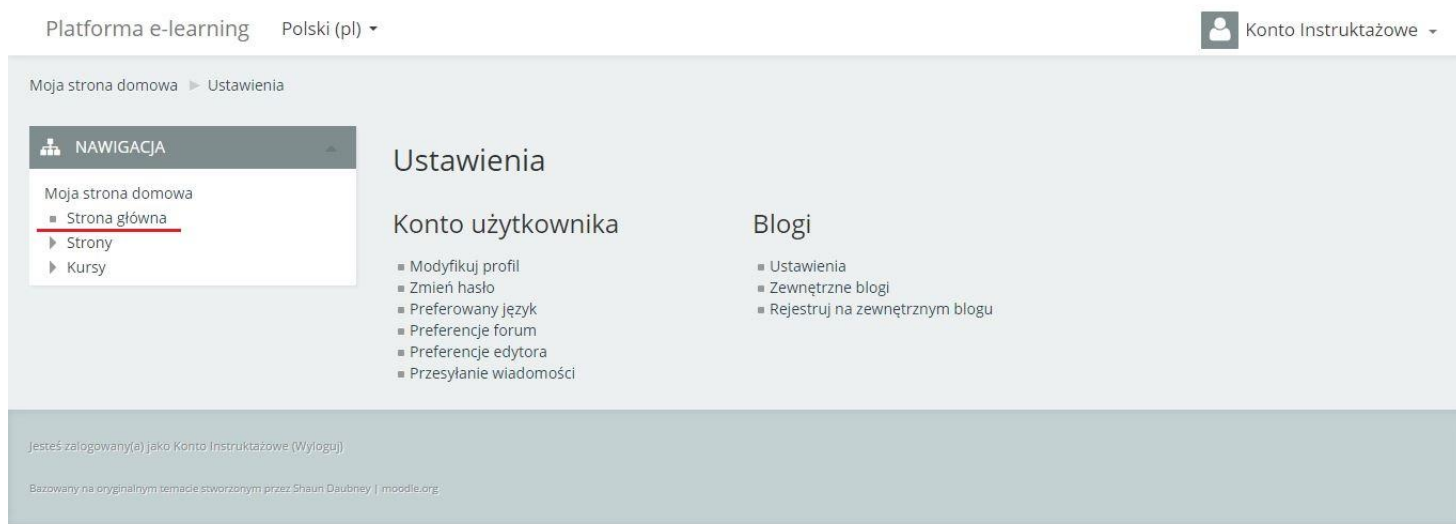 Platforma e-learning Polski (pl)
Konto Instruktażowe
Moja strona domowa Ustawienia
NAWIGACJA
Moja strona domowa
Strona główna
Strony
Kursy
Ustawienia
Konto użytkownika
Modyfikuj profil
Zmień hasło
Preferowany język
Preferencje forum
Preferencje edytora
Przesyłanie wiadomości
Blogi
Ustawienia
Zewnętrzne blogi
Rejestruj na zewnętrznym blogu
Jesteś zalogowany(a) jako Konto Instruktażowe (Wyloguj)
Bazowany na oryginalnym temacie stworzonym przez Shaun Daubney | moodle.org